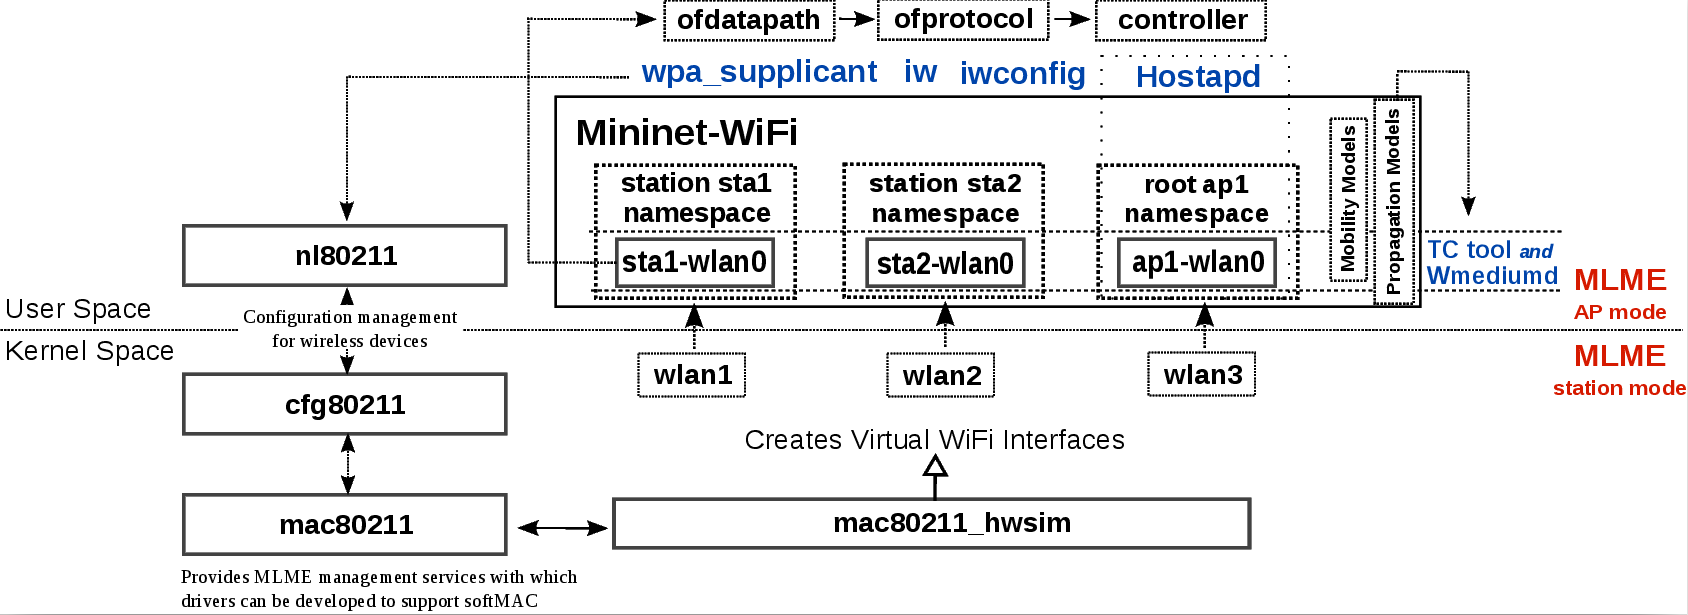 ofdatapath
ofprotocol
controller
wpa_supplicant
iw
iwconfig
Hostapd
Mininet-WiFi
station sta1
namespace
sta1-wlan0
station sta2
namespace
sta2-wlan0
root ap1
namespace
ap1-wlan0
Mobility Models
Propagation Models
TC tool and
Wmediumd
MLME
AP mode
MLME
station mode
nl80211
User Space
Kernel Space
Configuration management
for wireless devices
wlan1
wlan2
wlan3
cfg80211
Creates Virtual WiFi Interfaces
mac80211
mac80211_hwsim
Provides MLME management services with which
drivers can be developed to support softMAC